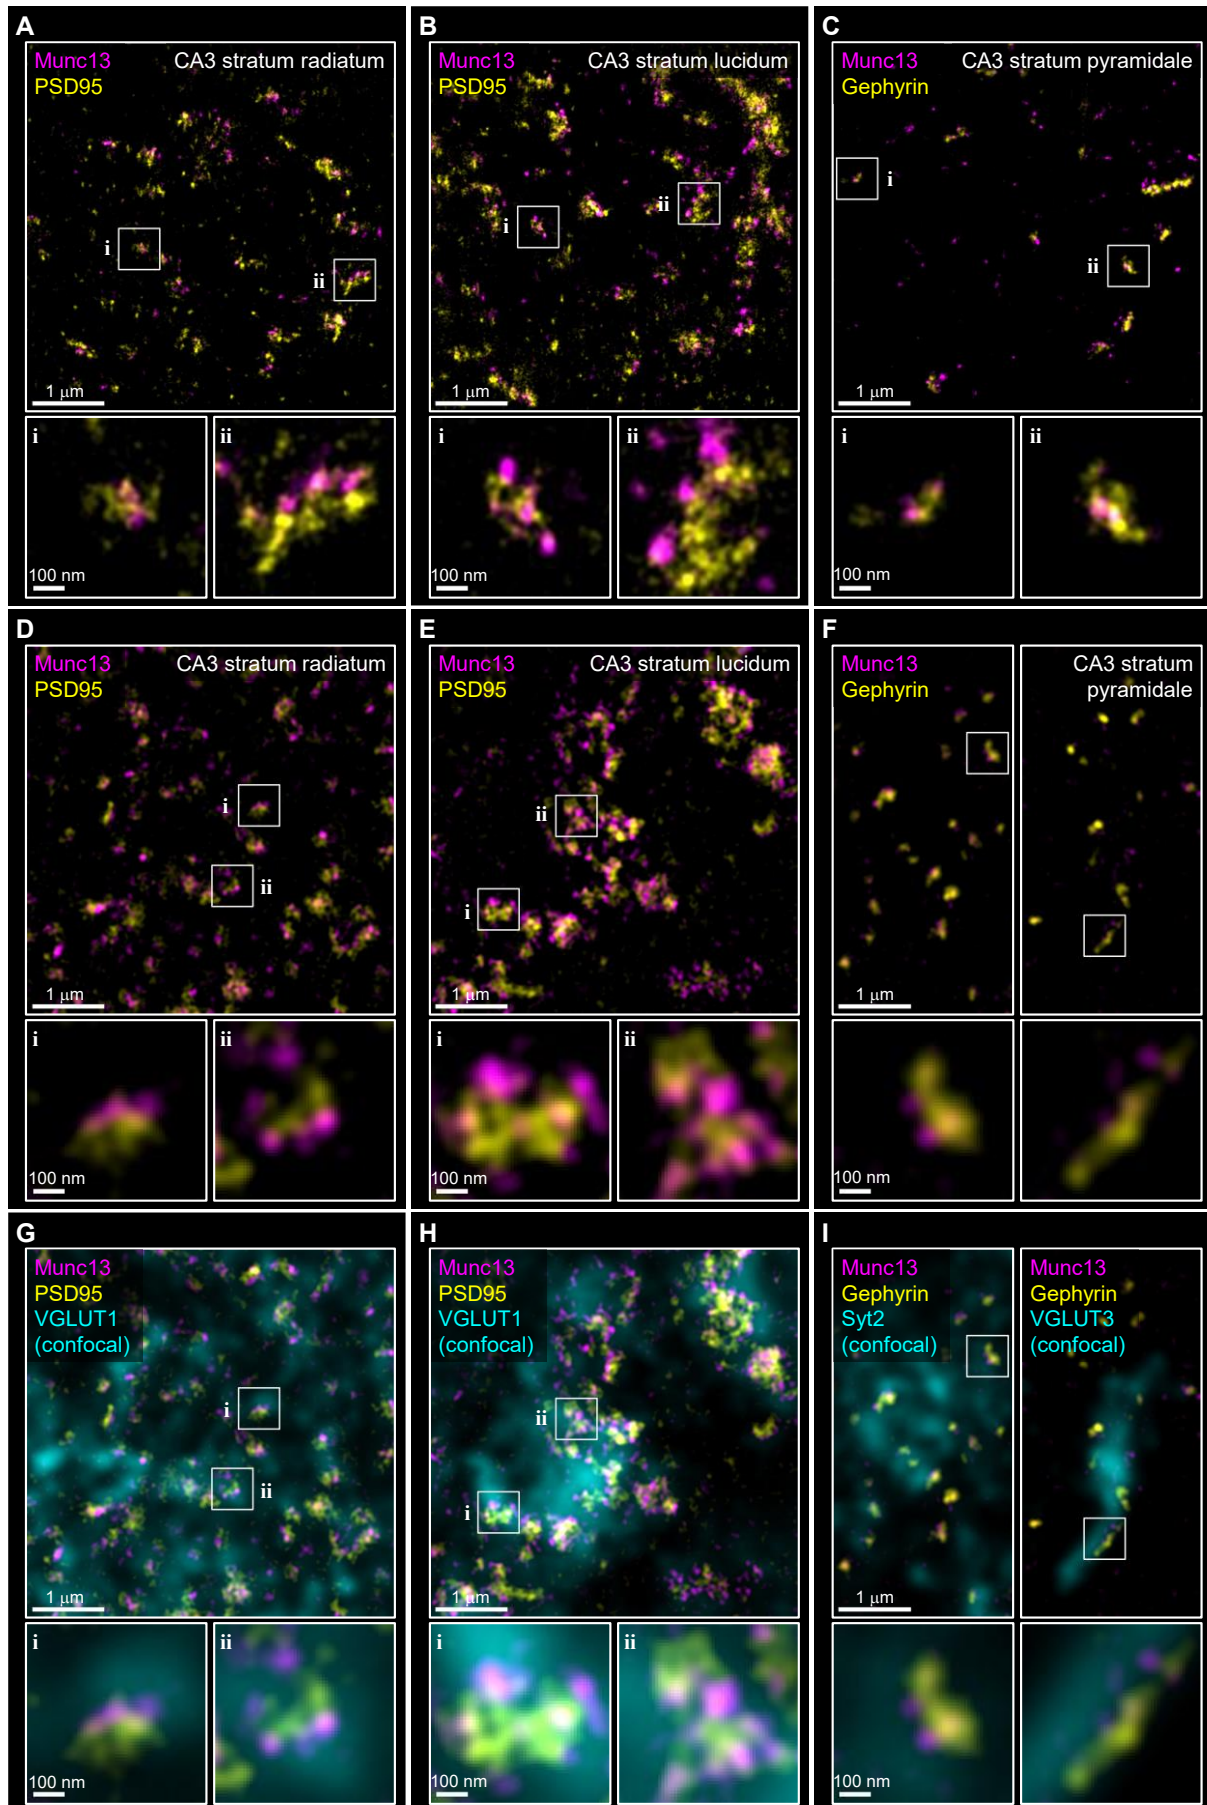 A
Munc13
PSD95
CA3 stratum radiatum
i
ii
1 μm
i
ii
100 nm
B
Munc13
PSD95
CA3 stratum lucidum
i
ii
1 μm
i
ii
100 nm
C
Munc13
Gephyrin
CA3 stratum pyramidale
i
ii
1 μm
i
ii
100 nm
D
Munc13
PSD95
CA3 stratum radiatum
i
ii
1 μm
i
ii
100 nm
E
Munc13
PSD95
CA3 stratum lucidum
ii
i
1 μm
i
ii
100 nm
F
Munc13
Gephyrin
CA3 stratum
pyramidale
1 μm
100 nm
G
Munc13
PSD95
VGLUT1
(confocal)
i
ii
1 μm
i
ii
100 nm
H
Munc13
PSD95
VGLUT1
(confocal)
ii
i
1 μm
i
ii
100 nm
I
Munc13
Gephyrin
Syt2
(confocal)
Munc13
Gephyrin
VGLUT3
(confocal)
1 μm
100 nm